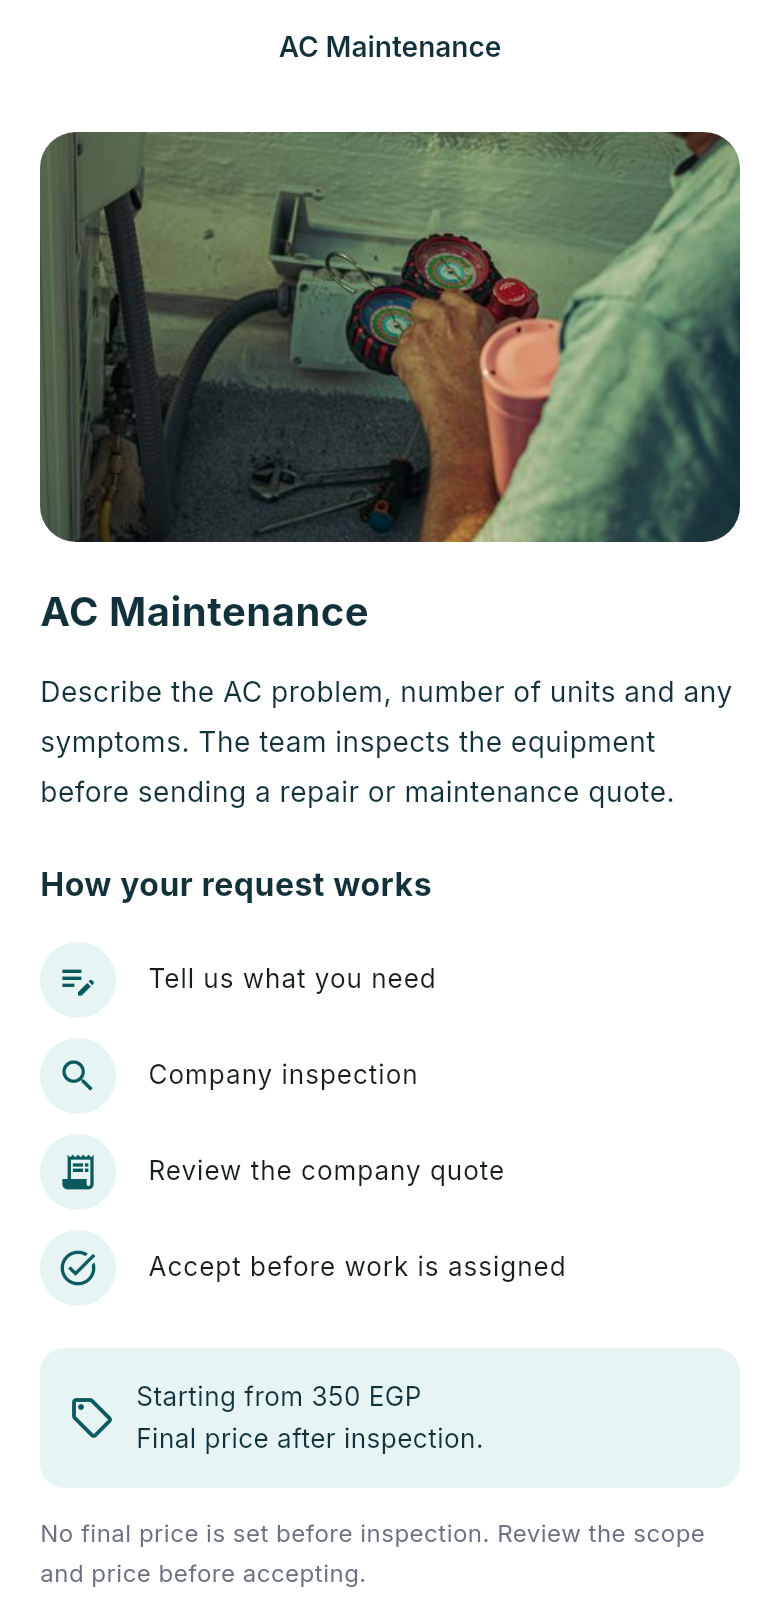 AC Maintenance
AC Maintenance
Describe the AC problem, number of units and any
symptoms. The team inspects the equipment
before sending a repair or maintenance quote.
How your request works
Tell us what you need
Company inspection
Review the company quote
Accept before work is assigned
Starting from 350 EGP
Final price after inspection.
No final price is set before inspection. Review the scope
and price before accepting.